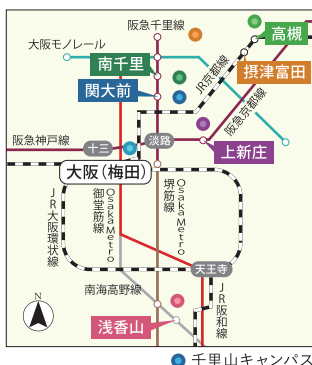 阪急千里線
高槻
大阪モノレール
南千里
JR京都線
摂津富田
関大前
阪急京都線
阪急神戸線
十三
淡路
上新庄
大阪(梅田)
JR大阪環状線
御堂筋線
OsakaMetro
堺筋線
OsakaMetro
天王寺
南海高野線
JR阪和線
N
浅香山
千里山キャンパス